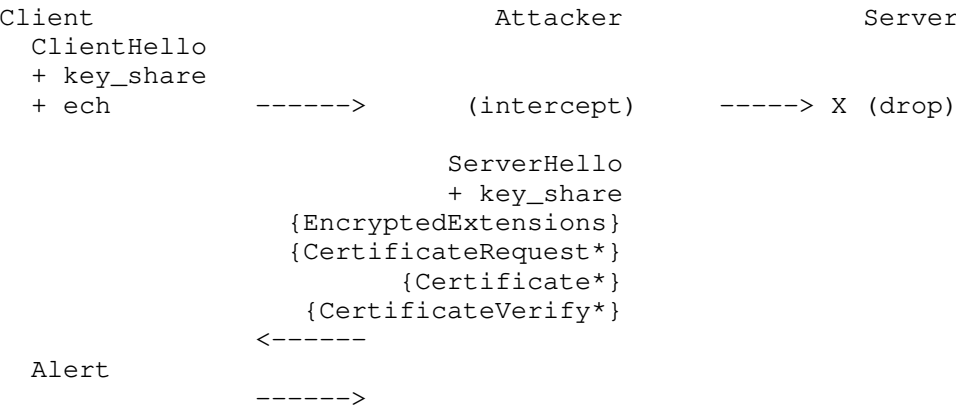 Client                         Attacker               Server
  ClientHello
  + key_share
  + ech         ------>      (intercept)     -----> X (drop)
                            ServerHello
                            + key_share
                  {EncryptedExtensions}
                  {CertificateRequest*}
                         {Certificate*}
                   {CertificateVerify*}
                <------
  Alert
                ------>